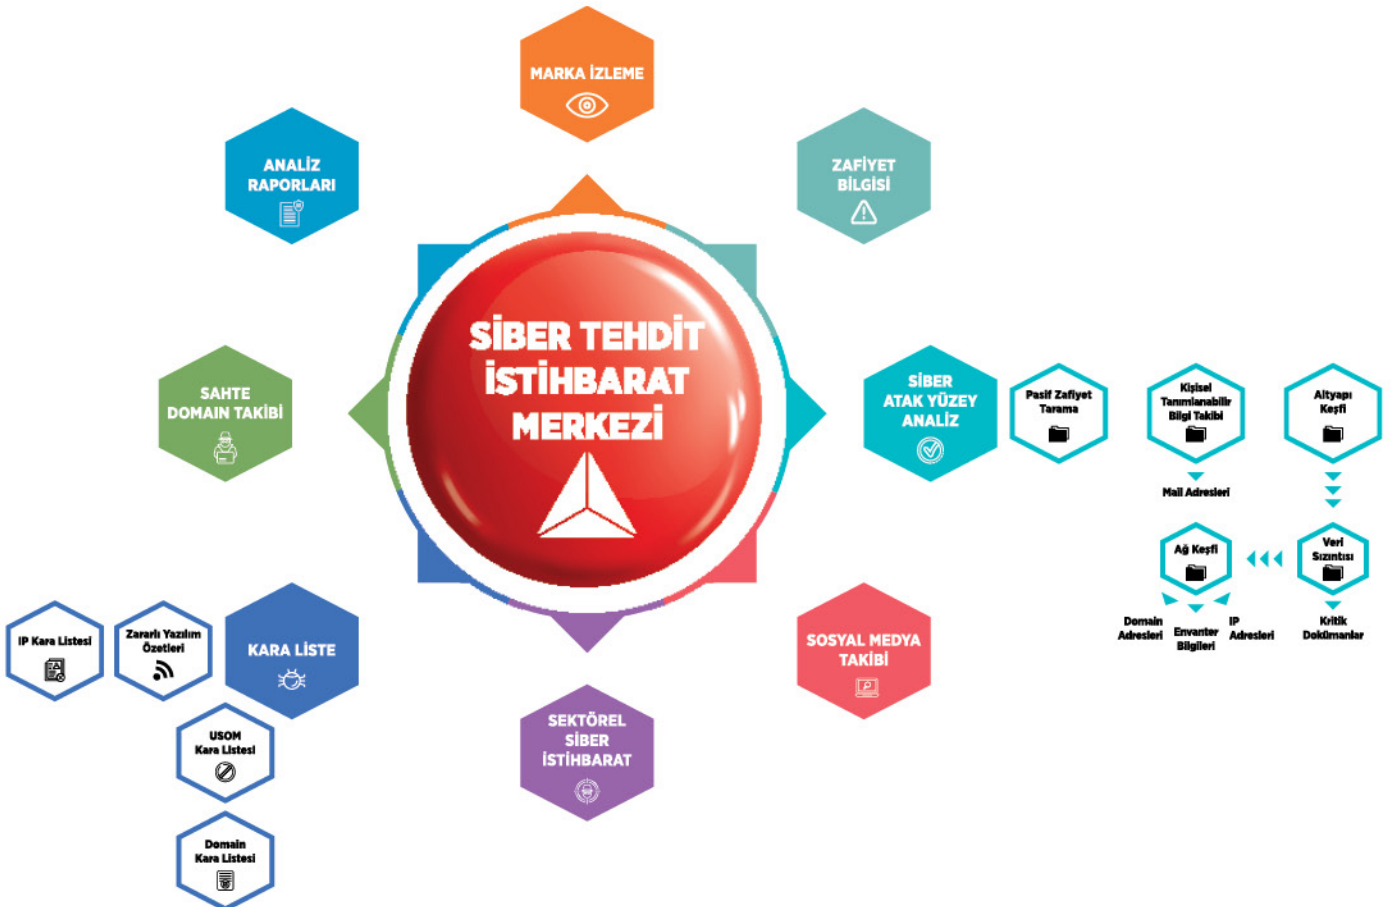 MARKA İZLEME
ANALİZ
RAPORLARI
ZAFİYET
BİLGİSİ
SİBER TEHDİT
İSTİHBARAT
MERKEZİ
SAHTE
DOMAIN TAKİBİ
SİBER
ATAK YÜZEY
ANALİZ
Pasif Zafiyet
Tarama
Kişisel
Tanımlanabilir
Bilgi Takibi
Altyapı
Keşfi
Mail Adresleri
Ağ Keşfi
Veri
Sızıntısı
Domain
Adresleri
Envanter
Bilgileri
IP
Adresleri
Kritik
Dokümanlar
IP Kara Listesi
Zararlı Yazılım
Özetleri
KARA LİSTE
SOSYAL MEDYA
TAKİBİ
USOM
Kara Listesi
SEKTÖREL
SİBER
İSTİHBARAT
Domain
Kara Listesi